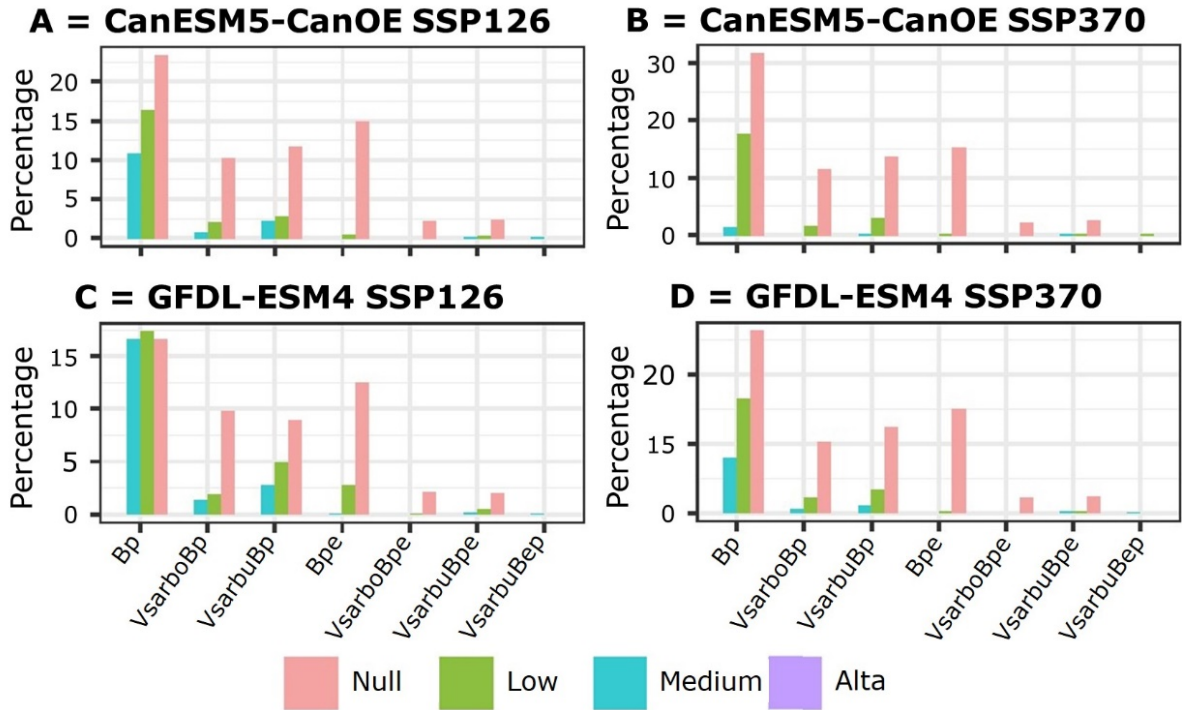 A = CanESM5-CanOE SSP126
Percentage
20
15
10
5
0
B = CanESM5-CanOE SSP370
Percentage
30
20
10
0
C = GFDL-ESM4 SSP126
Percentage
15
10
5
0
Bp
VsarboBp
VsarbuBp
Bpe
VsarboBpe
VsarbuBpe
VsarbuBep
D = GFDL-ESM4 SSP370
Percentage
20
15
0
Bp
VsarboBp
VsarbuBp
Bpe
VsarboBpe
VsarbuBpe
VsarbuBep
Null
Low
Medium
Alta